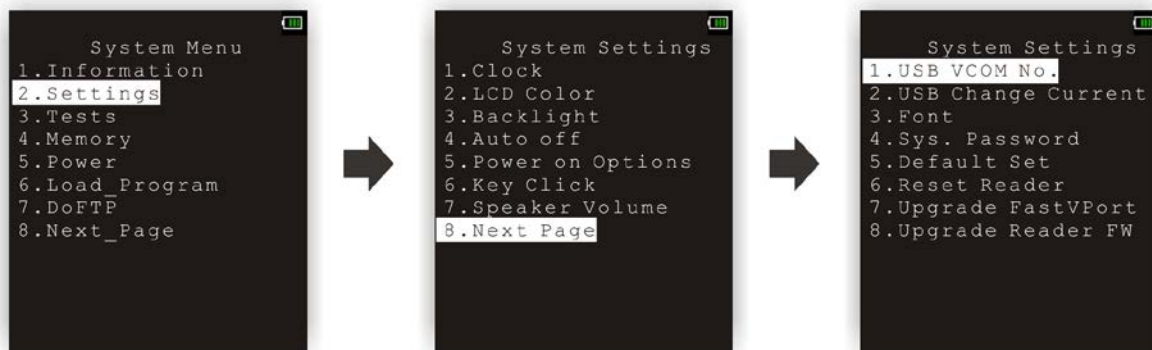 System Menu
1.Information
2.Settings
3.Tests
4.Memory
5.Power
6.Load_Program
7.DoFTP
8.Next_Page
System Settings
1.Clock
2.LCD Color
3.Backlight
4.Auto off
5.Power on Options
6.Key Click
7.Speaker Volume
8.Next Page
System Settings
1.USB VCOM No.
2.USB Change Current
3.Font
4.Sys. Password
5.Default Set
6.Reset Reader
7.Upgrade FastVPort
8.Upgrade Reader FW